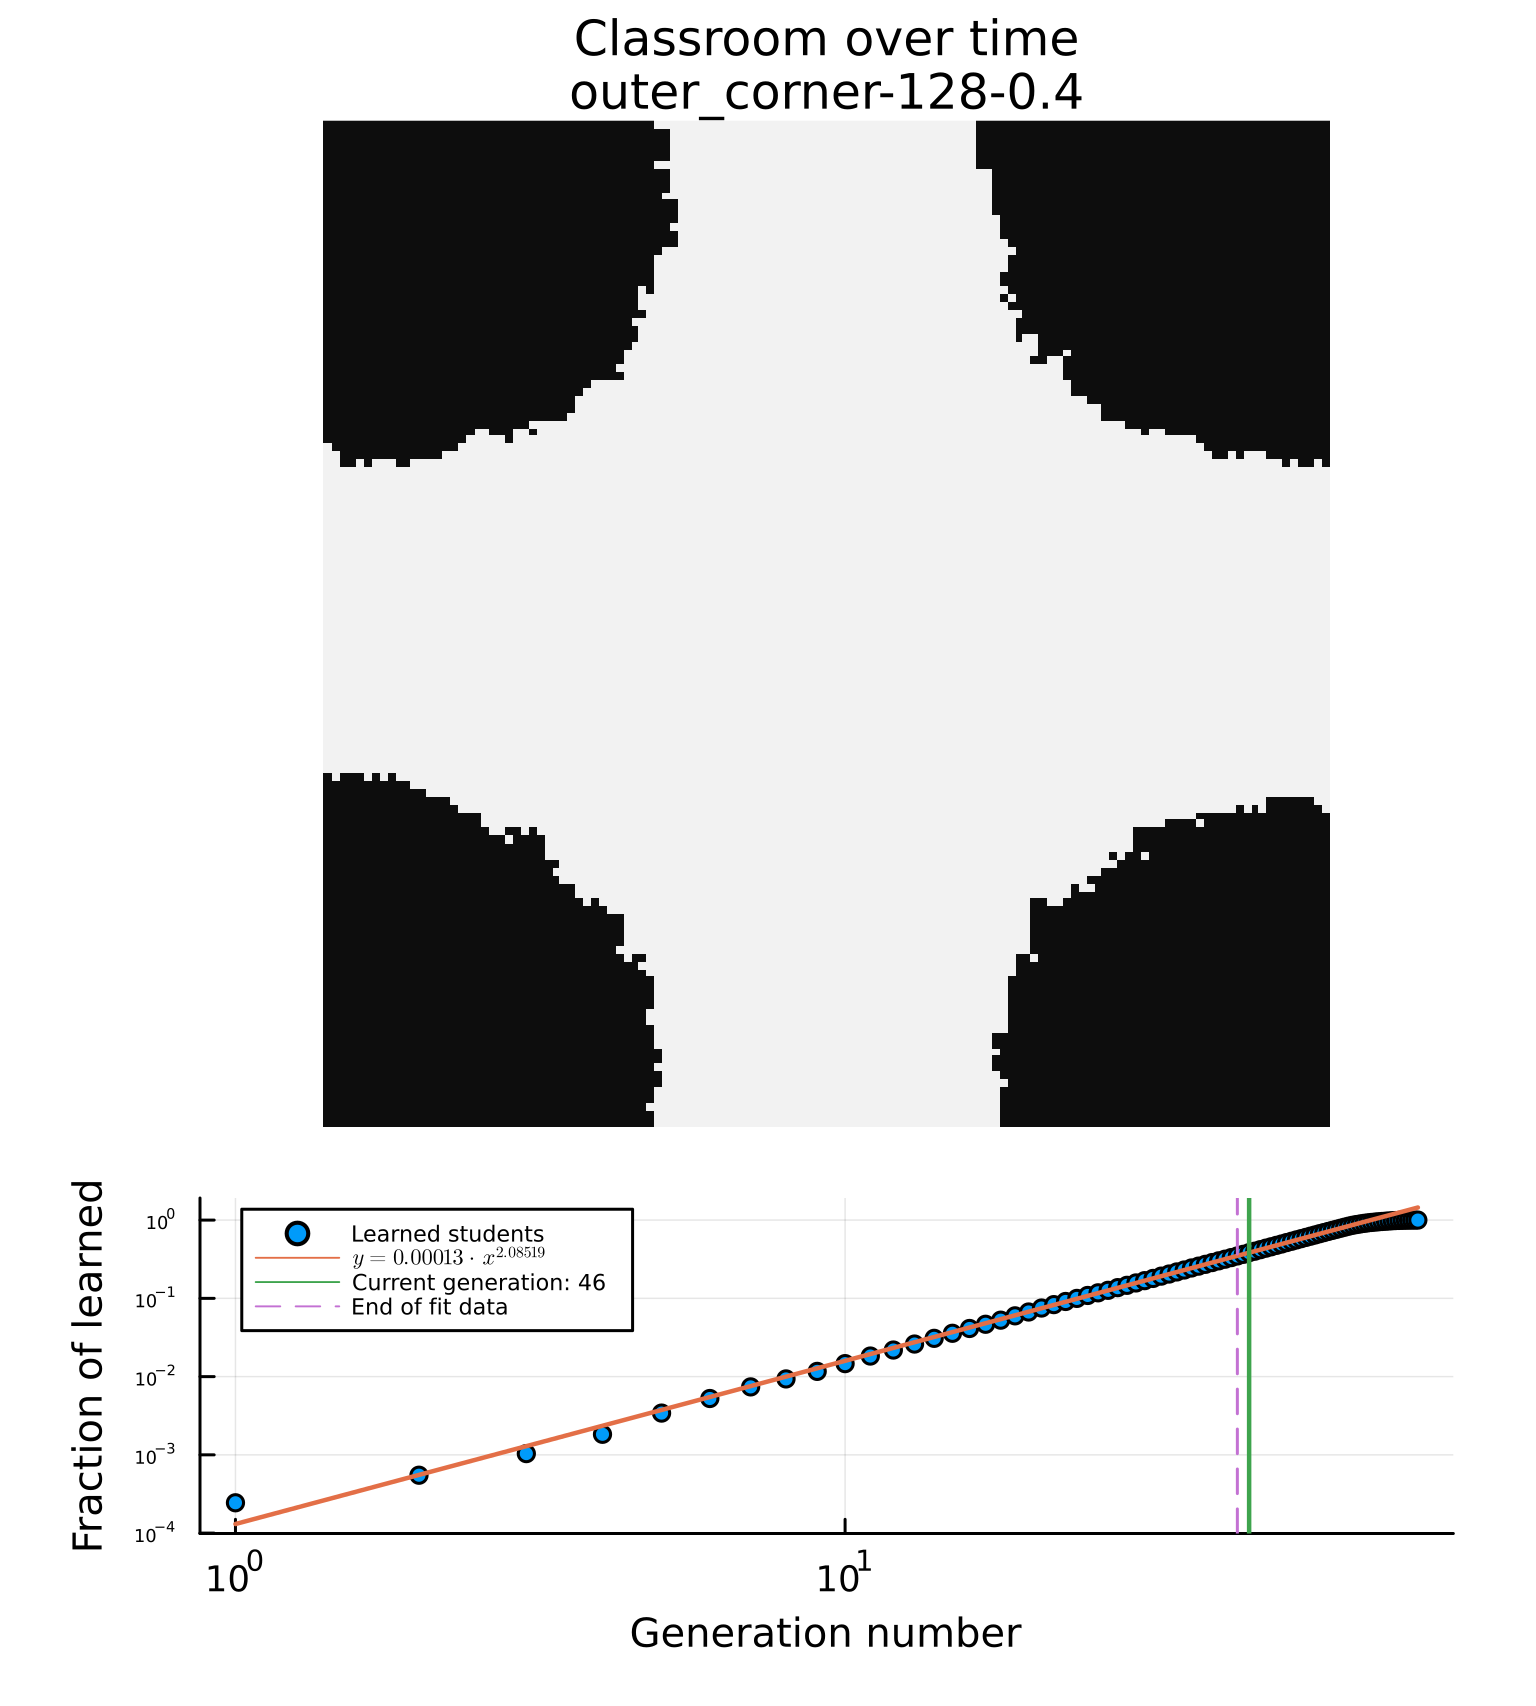 Classroom over time
outer_corner-128-0.4
Fraction of learned
10^0
10^-1
10^-2
10^-3
10^-4
Learned students
y = 0.00013 · x^2.08519
Current generation: 46
End of fit data
10^0
10^1
Generation number